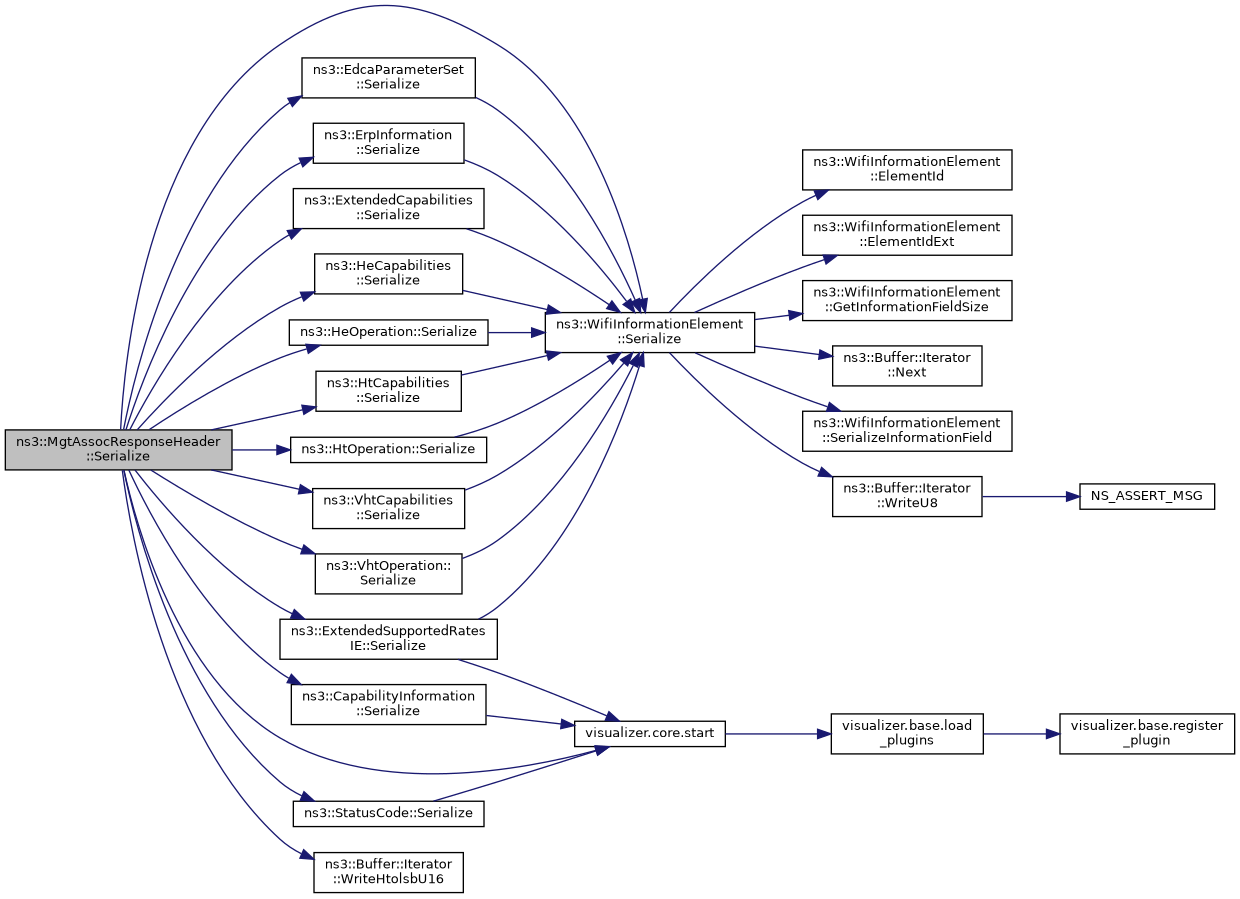 ns3::MgtAssocResponseHeader
::Serialize
ns3::EdcaParameterSet
::Serialize
ns3::ErpInformation
::Serialize
ns3::ExtendedCapabilities
::Serialize
ns3::HeCapabilities
::Serialize
ns3::HeOperation::Serialize
ns3::HtCapabilities
::Serialize
ns3::HtOperation::Serialize
ns3::VhtCapabilities
::Serialize
ns3::VhtOperation::
Serialize
ns3::ExtendedSupportedRates
IE::Serialize
ns3::CapabilityInformation
::Serialize
ns3::StatusCode::Serialize
ns3::Buffer::Iterator
::WriteHtolsbU16
ns3::WifiInformationElement
::Serialize
visualizer.core.start
ns3::WifiInformationElement
::ElementId
ns3::WifiInformationElement
::ElementIdExt
ns3::WifiInformationElement
::GetInformationFieldSize
ns3::Buffer::Iterator
::Next
ns3::WifiInformationElement
::SerializeInformationField
ns3::Buffer::Iterator
::WriteU8
visualizer.base.load
_plugins
NS_ASSERT_MSG
visualizer.base.register
_plugin